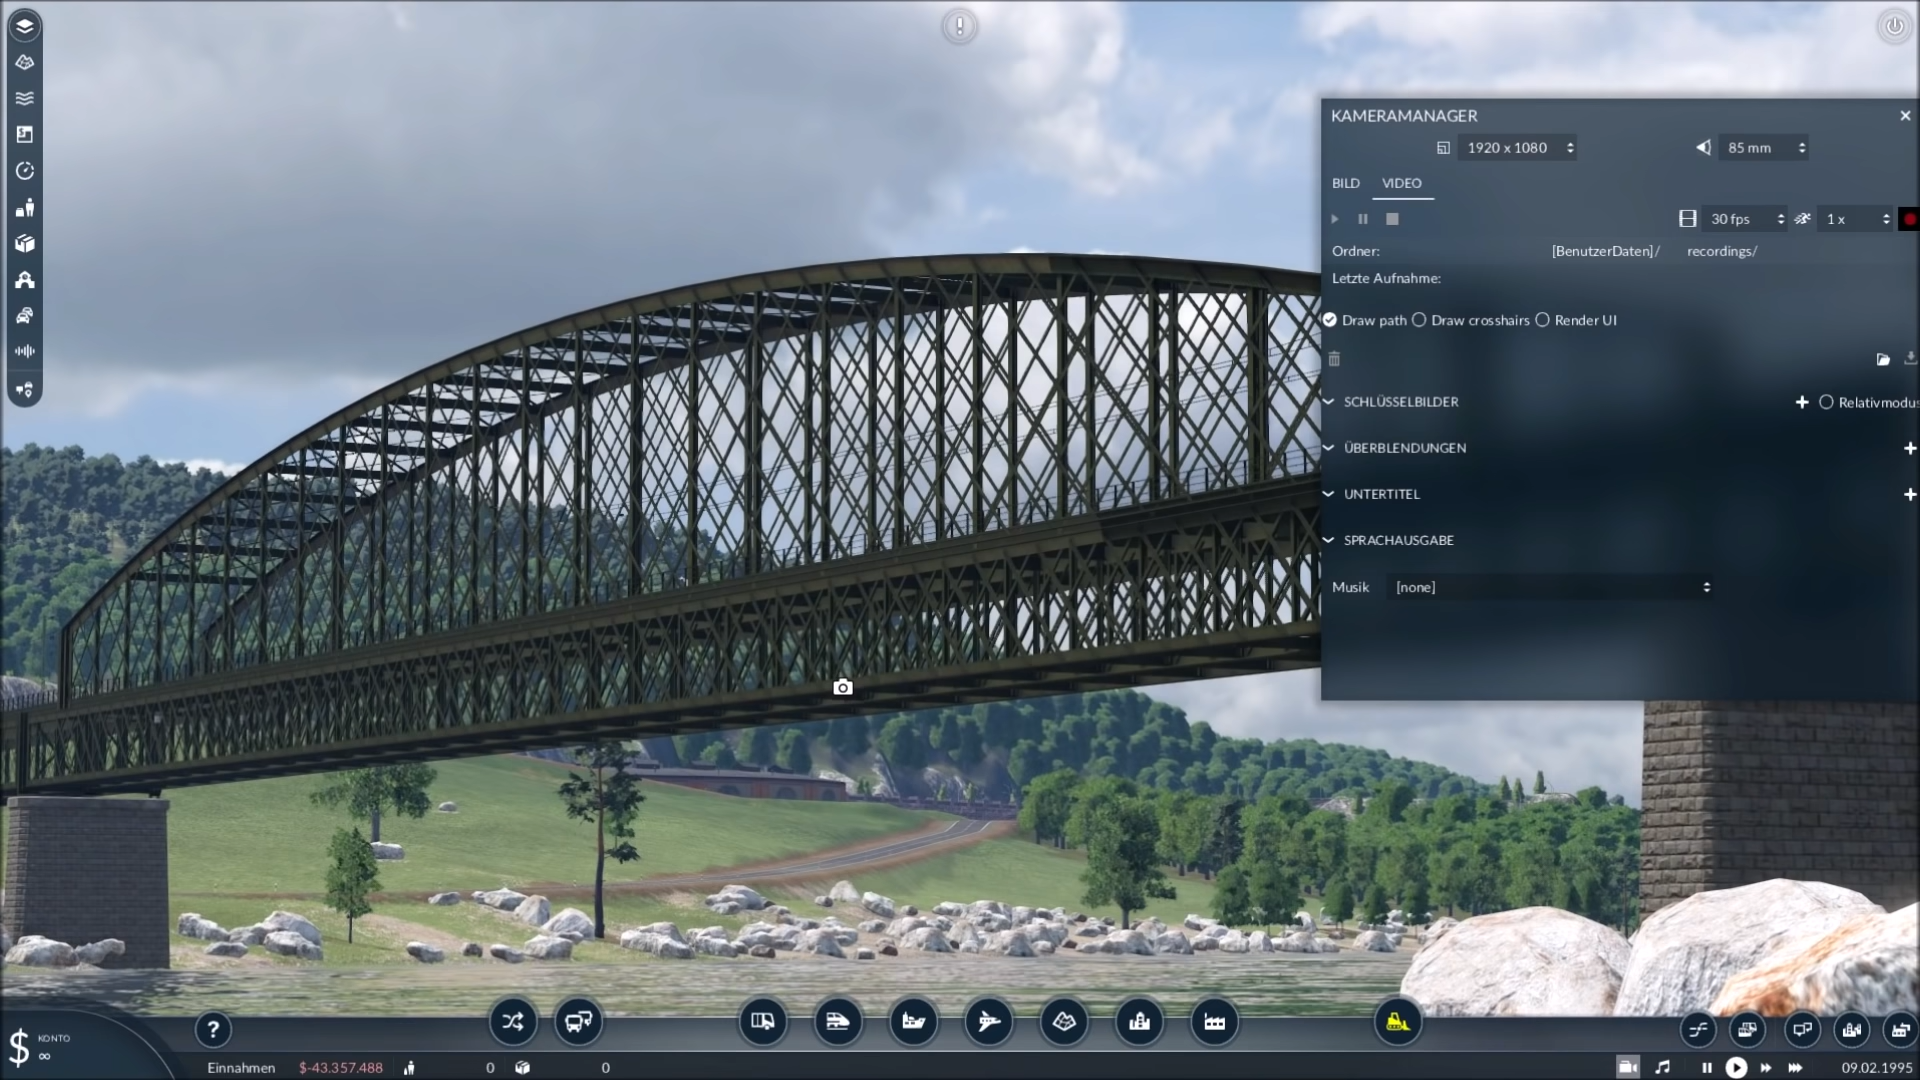 KAMERAMANAGER
1920 x 1080 85 mm
BILD VIDEO
30 fps 1 x
Ordner: [BenutzerDaten]/ recordings/
Letzte Aufnahme:
Draw path Draw crosshairs Render UI
SCHLÜSSELBILDER Relativmodus
ÜBERBLENDUNGEN
UNTERTITEL
SPRACHAUSGABE
Musik [none]
$ KONTO
∞
?
Einnahmen $-43.357.488 0 0
09.02.1995